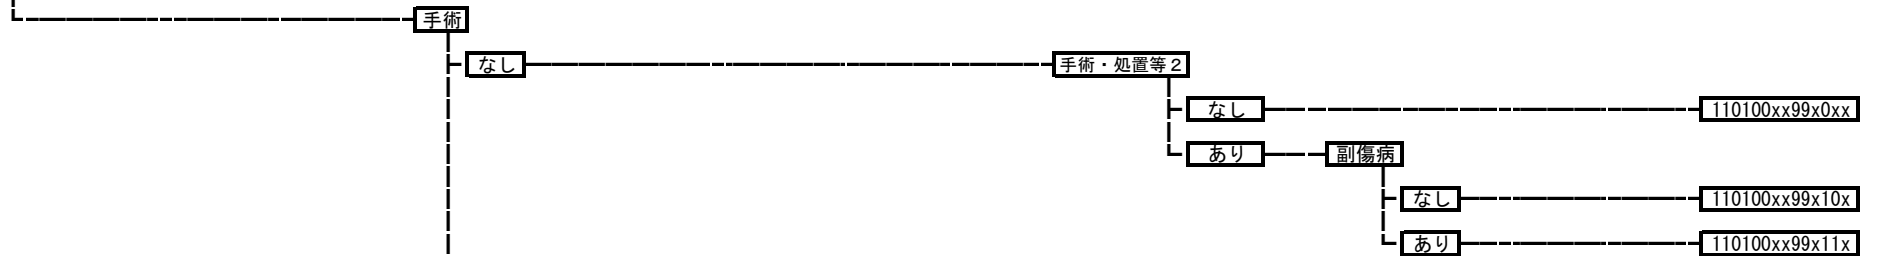 手術
なし 手術・処置等２
なし 110100xx99x0xx
あり 副傷病
なし 110100xx99x10x
あり 110100xx99x11x